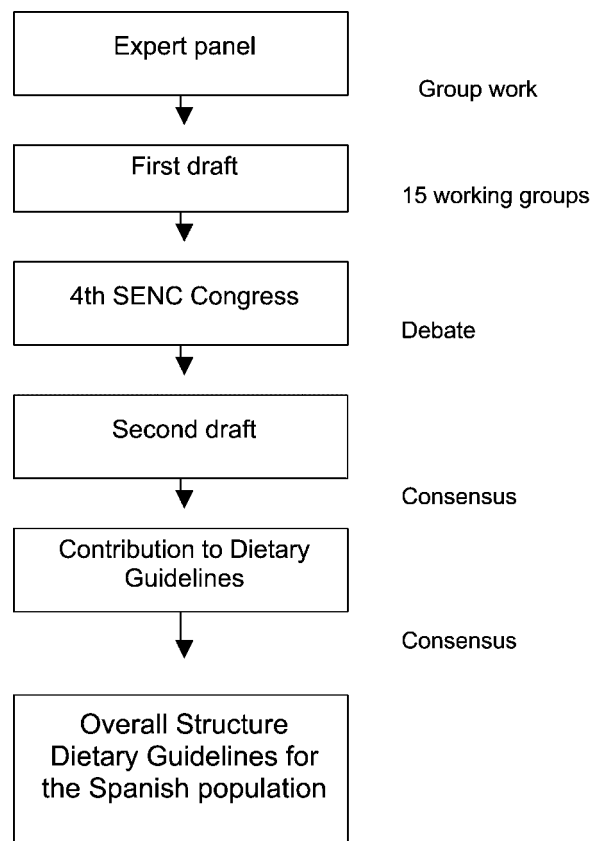 Expert panel
Group work
First draft
15 working groups
4th SENC Congress
Debate
Second draft
Consensus
Contribution to Dietary
Guidelines
Consensus
Overall Structure
Dietary Guidelines for
the Spanish population